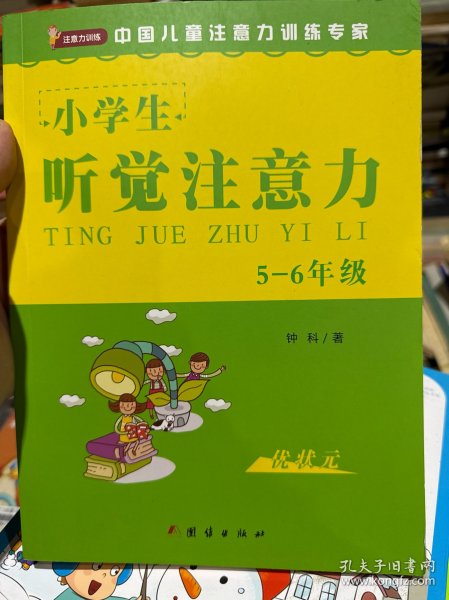 注意力训练 中国儿童注意力训练专家
小学生
听觉注意力
TING JUE ZHU YI LI
5-6年级
钟 科/著
优状元
团结出版社
孔夫子旧书网
www.kongfz.com